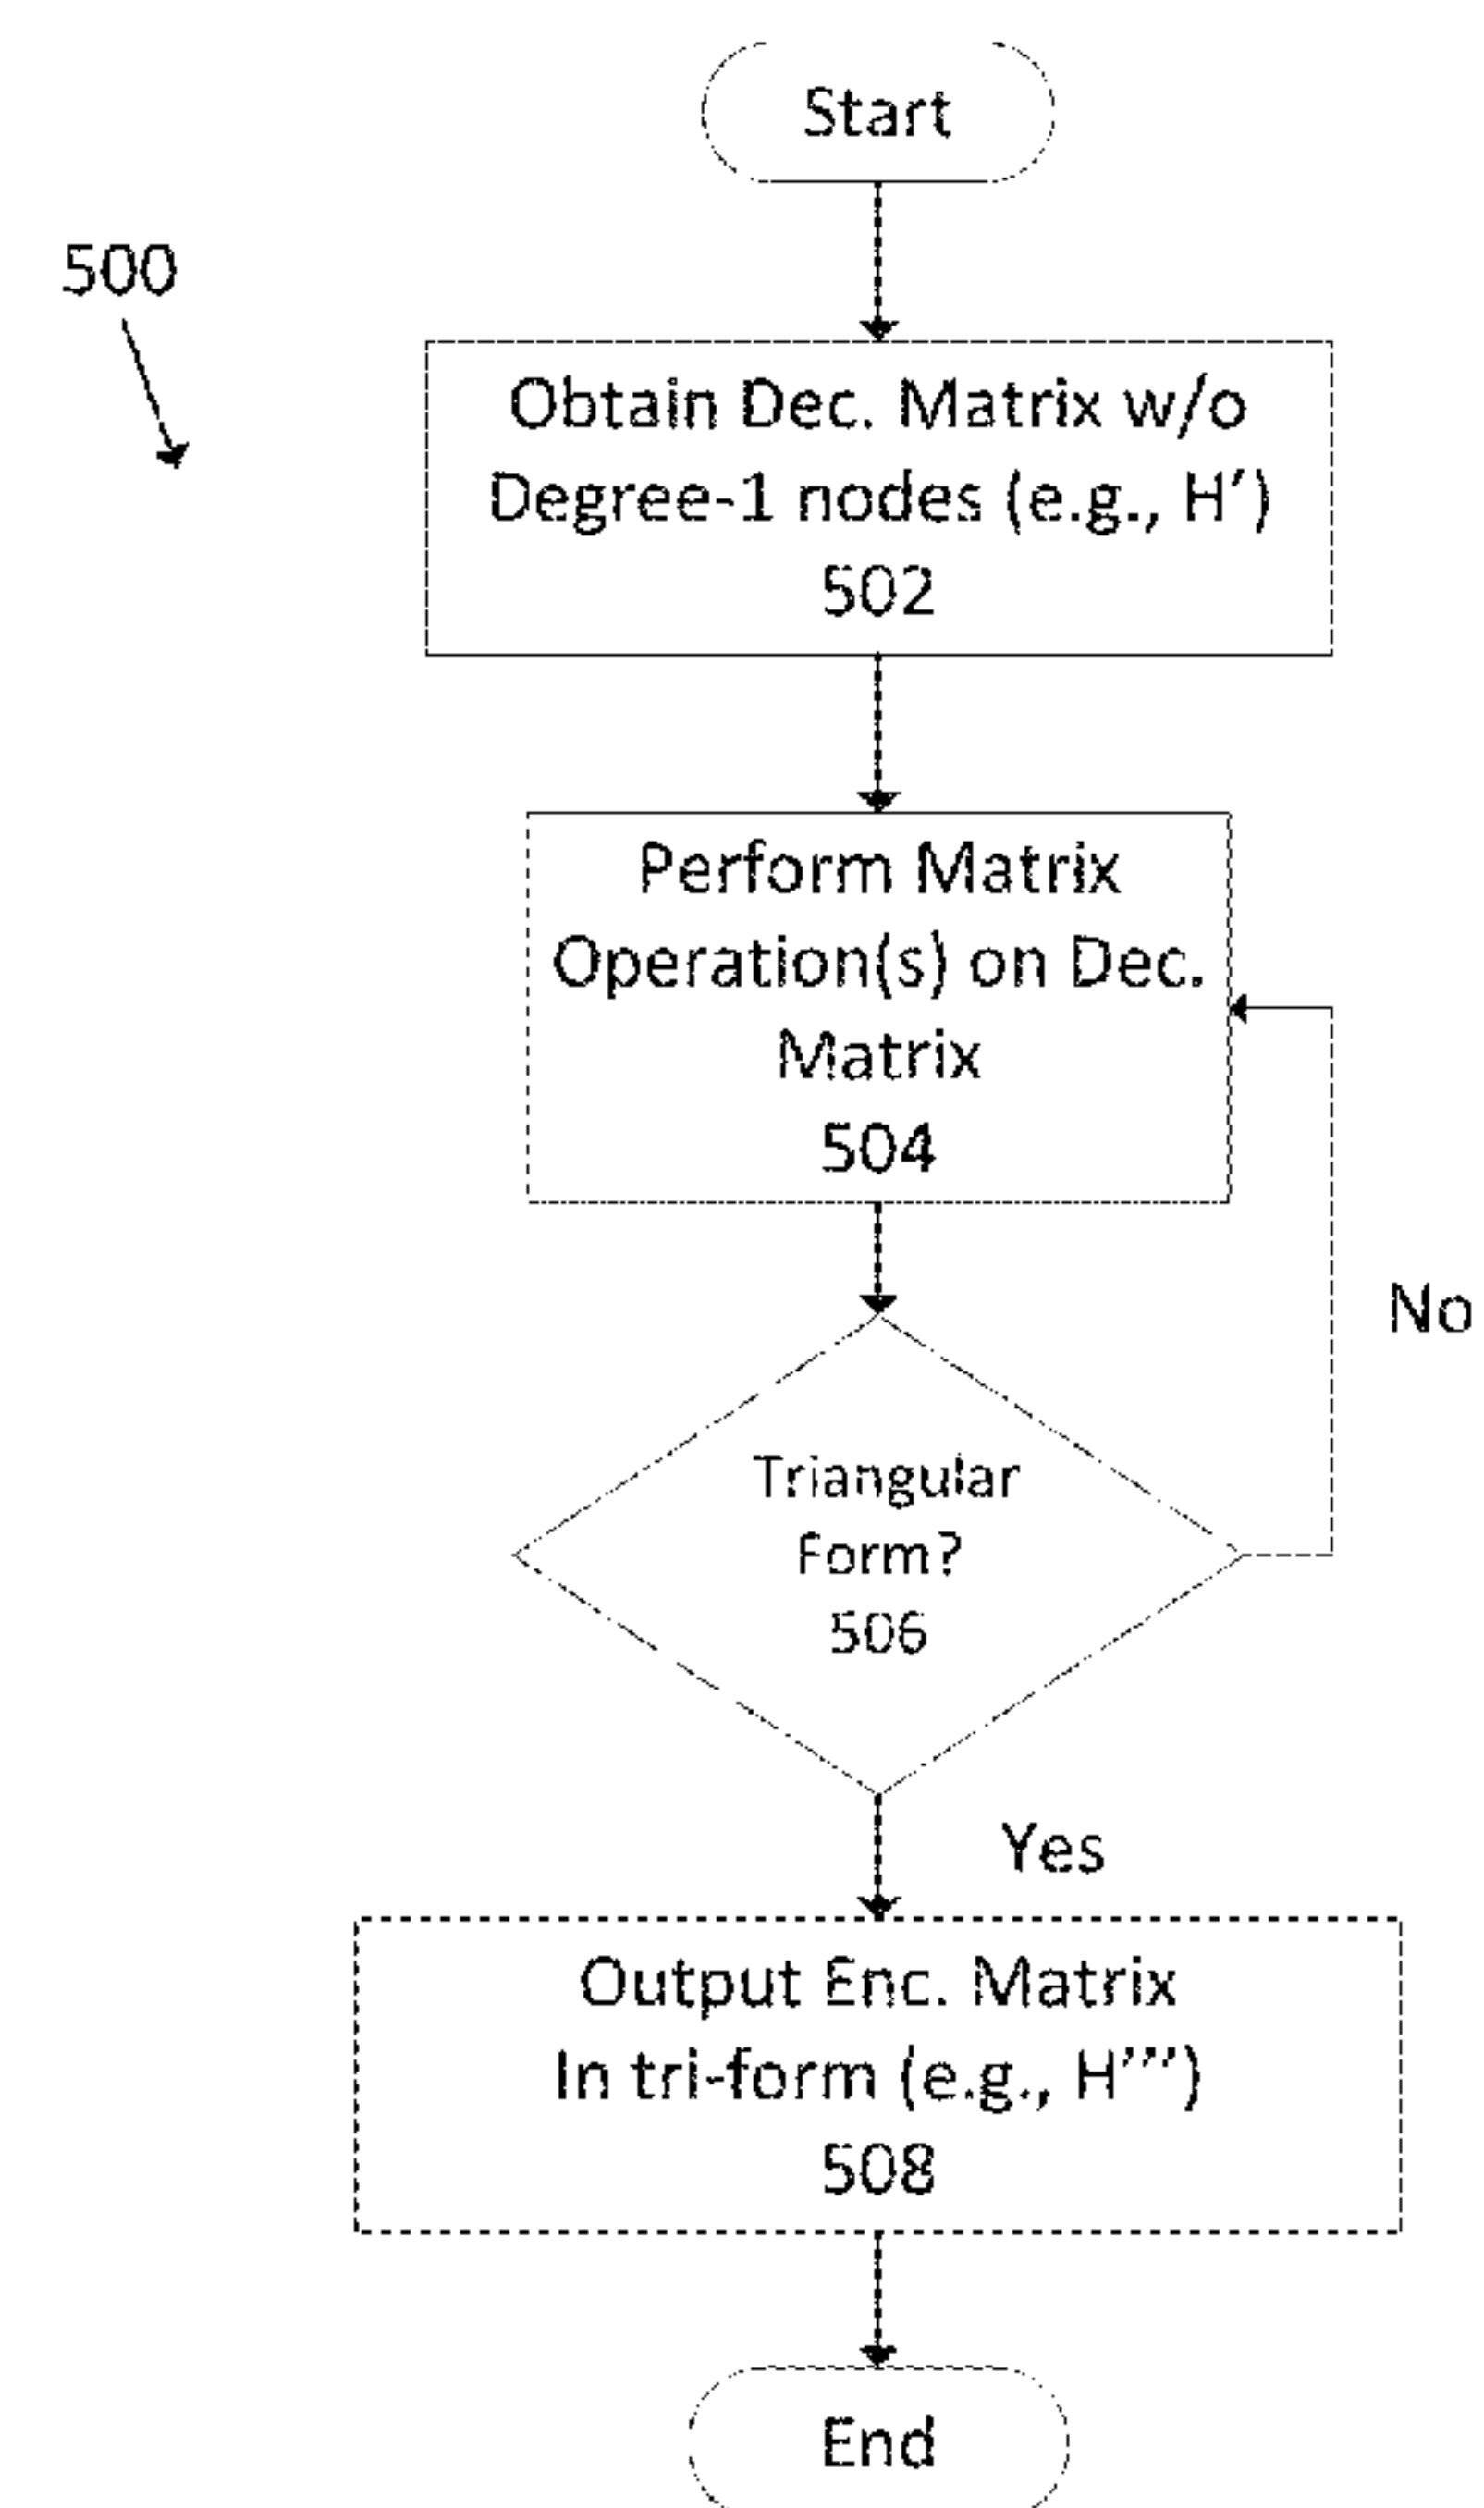 Start
500
Obtain Dec. Matrix w/o
Degree-1 nodes (e.g., H’)
502
Perform Matrix
Operation(s) on Dec.
Matrix
504
No
Triangular
Form?
506
Yes
Output Enc. Matrix
In tri-form (e.g., H’’’)
508
End